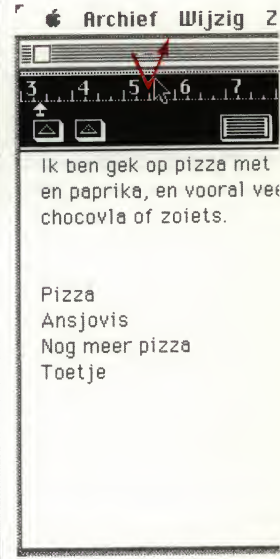 Archief Wijzig Z
3 4 5 6 7
Ik ben gek op pizza met
en paprika, en vooral vee
chocovla of zoiets.
Pizza
Ansjovis
Nog meer pizza
Toetje